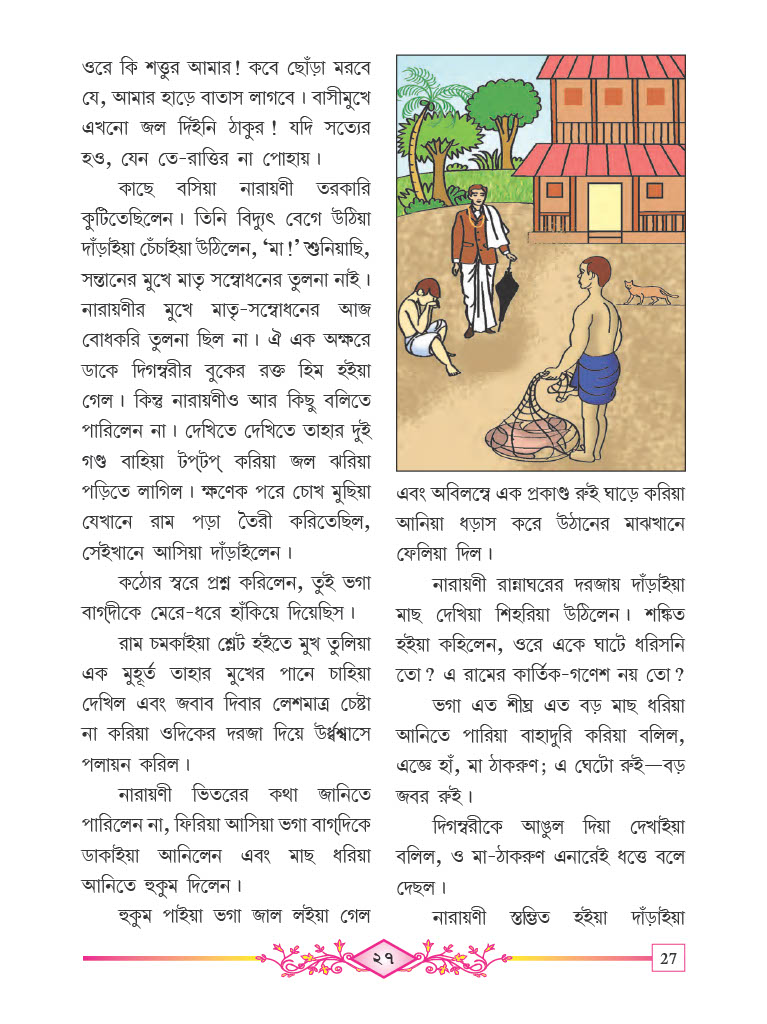 ওরে কি শত্তুর আমার! কবে ছোঁড়া মরবে
যে, আমার হাড়ে বাতাস লাগবে। বাসীমুখে
এখনো জল দিইনি ঠাকুর! যদি সত্যের
হও, যেন তে-রাত্তির না পোহায়।
কাছে বসিয়া নারায়ণী তরকারি
কুটিতেছিলেন। তিনি বিদ্যুৎ বেগে উঠিয়া
দাঁড়াইয়া চেঁচাইয়া উঠিলেন, ‘মা!’ শুনিয়াছি,
সন্তানের মুখে মাতৃ সম্বোধনের তুলনা নাই।
নারায়ণীর মুখে মাতৃ-সম্বোধনের আজ
বোধকরি তুলনা ছিল না। ঐ এক অক্ষরে
ডাকে দিগম্বরীর বুকের রক্ত হিম হইয়া
গেল। কিন্তু নারায়ণীও আর কিছু বলিতে
পারিলেন না। দেখিতে দেখিতে তাহার দুই
গণ্ড বাহিয়া টপ্‌টপ্‌ করিয়া জল ঝরিয়া
পড়িতে লাগিল। ক্ষণেক পরে চোখ মুছিয়া
যেখানে রাম পড়া তৈরী করিতেছিল,
সেইখানে আসিয়া দাঁড়াইলেন।
কঠোর স্বরে প্রশ্ন করিলেন, তুই ভগা
বাগ্‌দীকে মেরে-ধরে হাঁকিয়ে দিয়েছিস।
রাম চমকাইয়া শ্লেট হইতে মুখ তুলিয়া
এক মুহূর্ত তাহার মুখের পানে চাহিয়া
দেখিল এবং জবাব দিবার লেশমাত্র চেষ্টা
না করিয়া ওদিকের দরজা দিয়ে উর্ধ্বশ্বাসে
পলায়ন করিল।
নারায়ণী ভিতরের কথা জানিতে
পারিলেন না, ফিরিয়া আসিয়া ভগা বাগ্‌দিকে
ডাকাইয়া আনিলেন এবং মাছ ধরিয়া
আনিতে হুকুম দিলেন।
হুকুম পাইয়া ভগা জাল লইয়া গেল
এবং অবিলম্বে এক প্রকাণ্ড রুই ঘাড়ে করিয়া
আনিয়া ধড়াস করে উঠানের মাঝখানে
ফেলিয়া দিল।
নারায়ণী রান্নাঘরের দরজায় দাঁড়াইয়া
মাছ দেখিয়া শিহরিয়া উঠিলেন। শঙ্কিত
হইয়া কহিলেন, ওরে একে ঘাটে ধরিসনি
তো? এ রামের কার্তিক-গণেশ নয় তো?
ভগা এত শীঘ্র এত বড় মাছ ধরিয়া
আনিতে পারিয়া বাহাদুরি করিয়া বলিল,
এজ্ঞে হাঁ, মা ঠাকরুণ; এ ঘেটো রুই—বড়
জবর রুই।
দিগম্বরীকে আঙুল দিয়া দেখাইয়া
বলিল, ও মা-ঠাকরুণ এনারেই ধত্তে বলে
দেছল।
নারায়ণী স্তম্ভিত হইয়া দাঁড়াইয়া
২৭
27